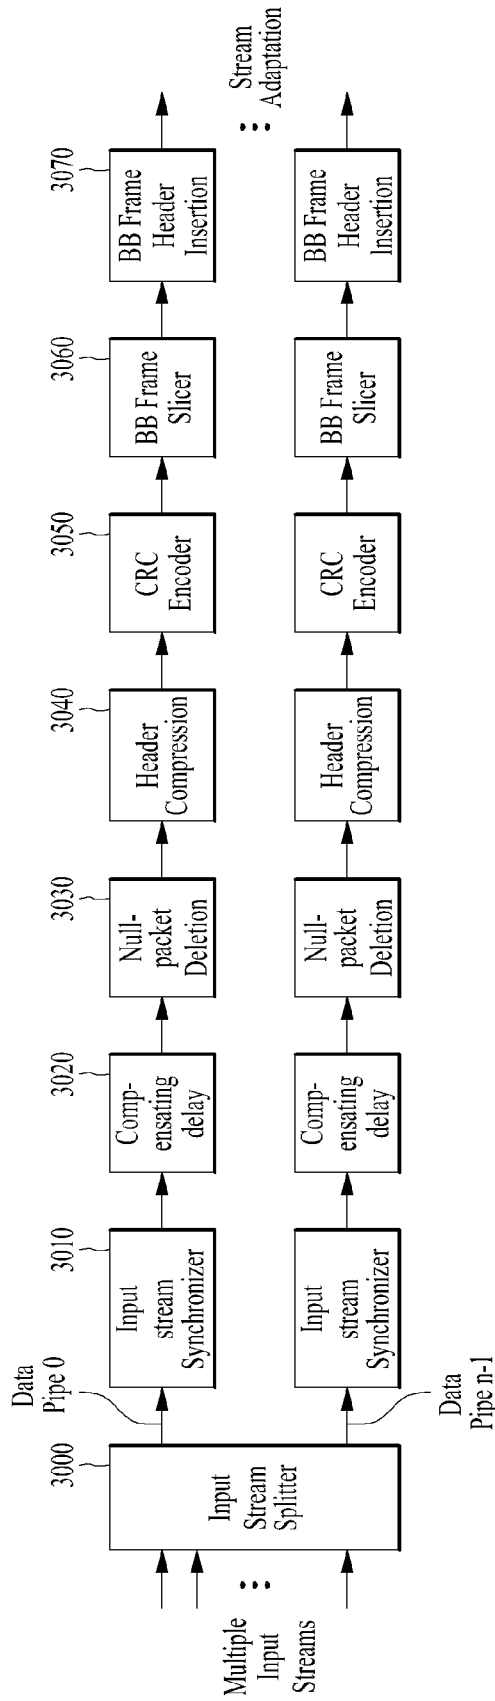 Multiple
Input
Streams
3000
Input
Stream
Splitter
Data
Pipe 0
3010
Input
stream
Synchronizer
3020
Comp-
ensating
delay
3030
Null-
packet
Deletion
3040
Header
Compression
3050
CRC
Encoder
3060
BB Frame
Slicer
3070
BB Frame
Header
Insertion
Data
Pipe n-1
Input
stream
Synchronizer
Comp-
ensating
delay
Null-
packet
Deletion
Header
Compression
CRC
Encoder
BB Frame
Slicer
BB Frame
Header
Insertion
Stream
Adaptation